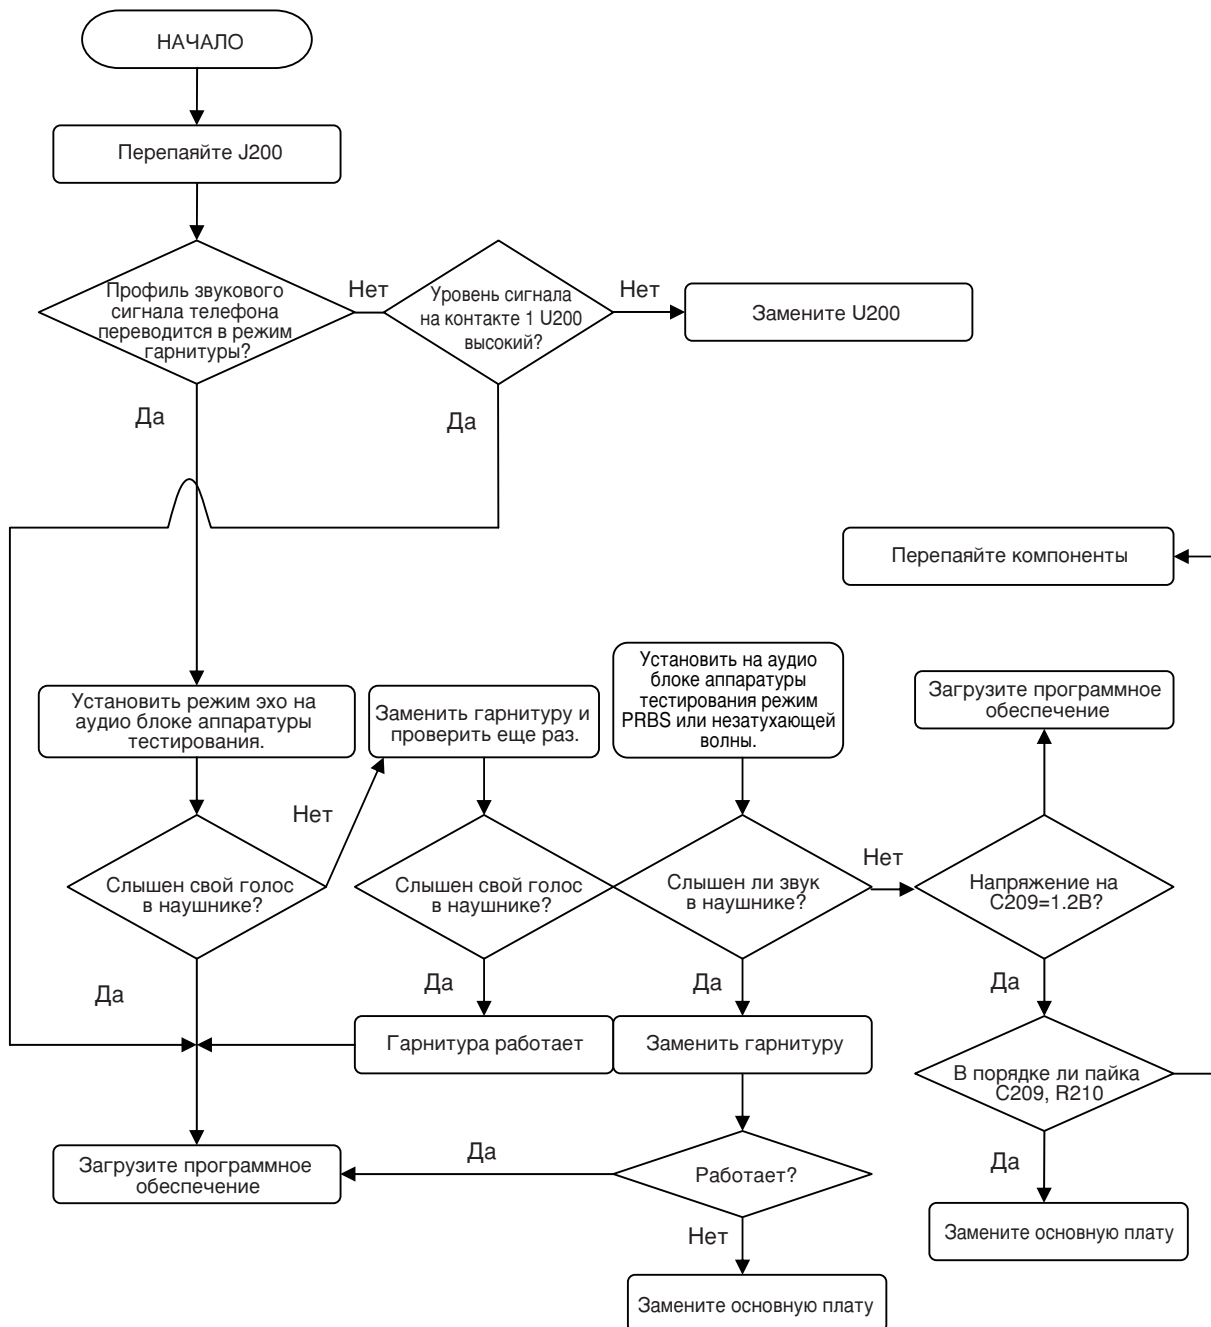 НАЧАЛО
Перепаяйте J200
Профиль звукового
сигнала телефона
переводится в режим
гарнитуры?
Нет
Уровень сигнала
на контакте 1 U200
высокий?
Нет
Замените U200
Да
Да
Перепаяйте компоненты
Установить режим эхо на
аудио блоке аппаратуры
тестирования.
Заменить гарнитуру и
проверить еще раз.
Установить на аудио
блоке аппаратуры
тестирования режим
PRBS или незатухающей
волны.
Загрузите программное
обеспечение
Нет
Слышен свой голос
в наушнике?
Слышен свой голос
в наушнике?
Слышен ли звук
в наушнике?
Нет
Напряжение на
C209=1.2В?
Да
Да
Да
Да
Гарнитура работает
Заменить гарнитуру
В порядке ли пайка
C209, R210
Загрузите программное
обеспечение
Да
Работает?
Да
Нет
Замените основную плату
Замените основную плату